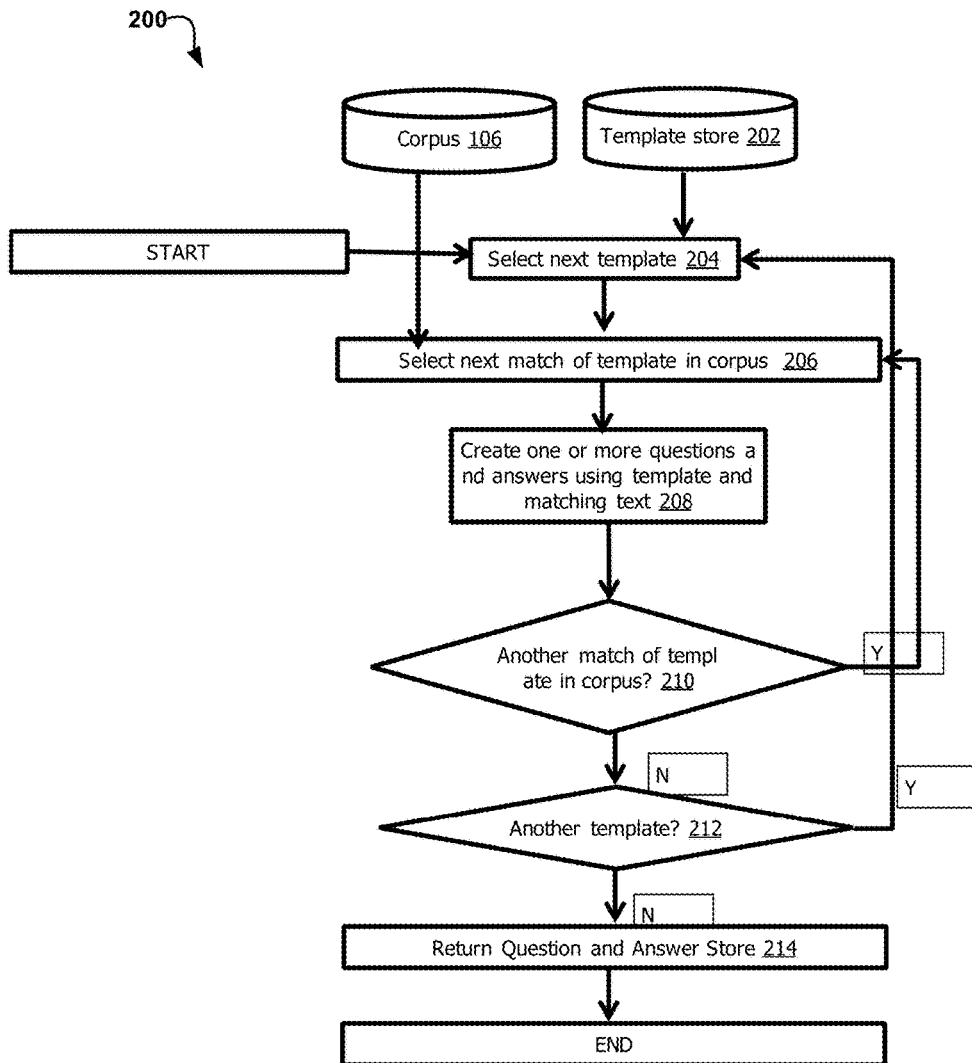 200
Corpus 106
Template store 202
START
Select next template 204
Select next match of template in corpus 206
Create one or more questions a
nd answers using template and
matching text 208
Another match of templ
ate in corpus? 210
Y
N
Y
Another template? 212
N
Return Question and Answer Store 214
END